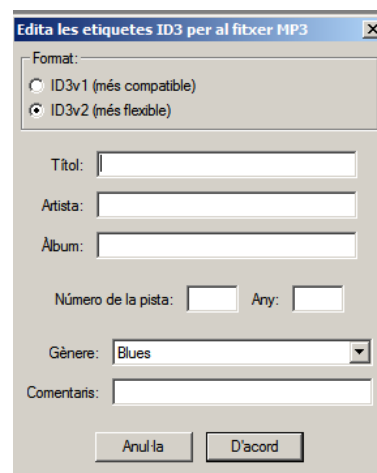 Edita les etiquetes ID3 per al fitxer MP3
Format:
ID3v1 (més compatible)
ID3v2 (més flexible)
Títol:
Artista:
Àlbum:
Número de la pista: Any:
Gènere: Blues
Comentaris:
Anul·la D'acord